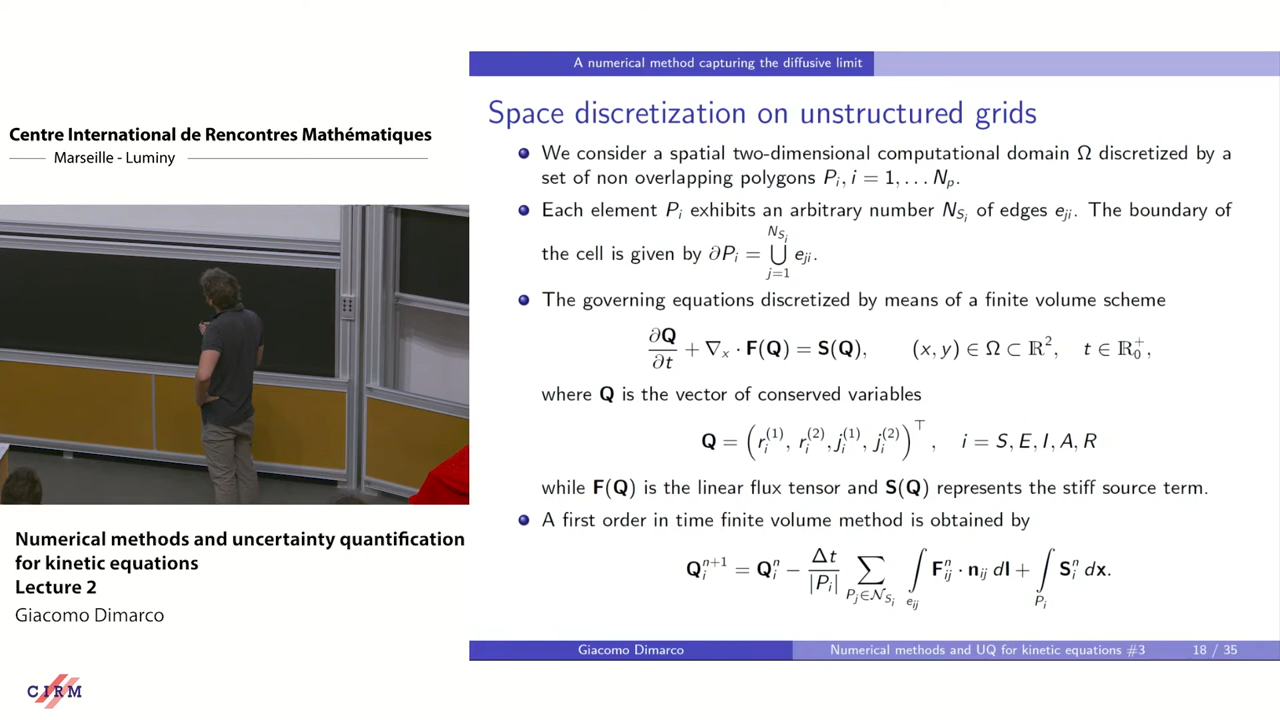 Centre International de Rencontres Mathématiques
Marseille - Luminy
Numerical methods and uncertainty quantification
for kinetic equations
Lecture 2
Giacomo Dimarco
CIRM
A numerical method capturing the diffusive limit
Space discretization on unstructured grids
We consider a spatial two-dimensional computational domain Ω discretized by a
set of non overlapping polygons P_i, i = 1, … N_p.
Each element P_i exhibits an arbitrary number N_{S_i} of edges e_{ji}. The boundary of
the cell is given by ∂P_i = ⋃_{j=1}^{N_{S_i}} e_{ji}.
The governing equations discretized by means of a finite volume scheme
∂Q/∂t + ∇_x · F(Q) = S(Q), (x, y) ∈ Ω ⊂ ℝ², t ∈ ℝ₀⁺,
where Q is the vector of conserved variables
Q = (r_i^{(1)}, r_i^{(2)}, j_i^{(1)}, j_i^{(2)})^⊤, i = S, E, I, A, R
while F(Q) is the linear flux tensor and S(Q) represents the stiff source term.
A first order in time finite volume method is obtained by
Q_i^{n+1} = Q_i^n − Δt/|P_i| ∑_{P_j∈𝒩_{S_i}} ∫_{e_{ij}} F_{ij}^n · n_{ij} dl + ∫_{P_i} S_i^n dx.
Giacomo Dimarco
Numerical methods and UQ for kinetic equations #3
18 / 35